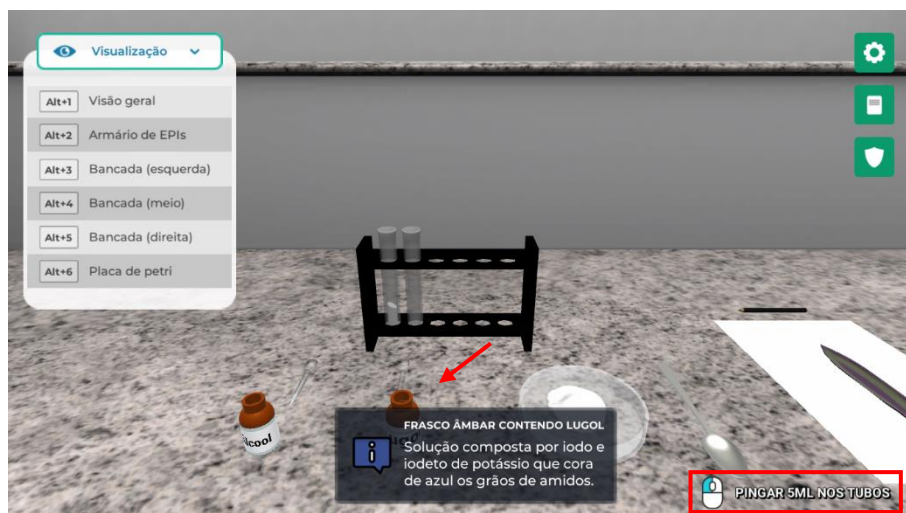 Visualização
Alt+1 Visão geral
Alt+2 Armário de EPIs
Alt+3 Bancada (esquerda)
Alt+4 Bancada (meio)
Alt+5 Bancada (direita)
Alt+6 Placa de petri
FRASCO ÂMBAR CONTENDO LUGOL
Solução composta por iodo e
iodeto de potássio que cora
de azul os grãos de amidos.
PINGAR 5ML NOS TUBOS